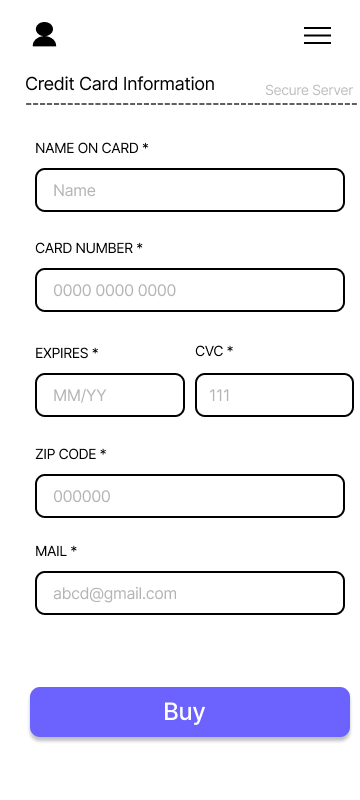 Credit Card Information
Secure Server
NAME ON CARD *
Name
CARD NUMBER *
0000 0000 0000
EXPIRES *
CVC *
MM/YY
111
ZIP CODE *
000000
MAIL *
abcd@gmail.com
Buy